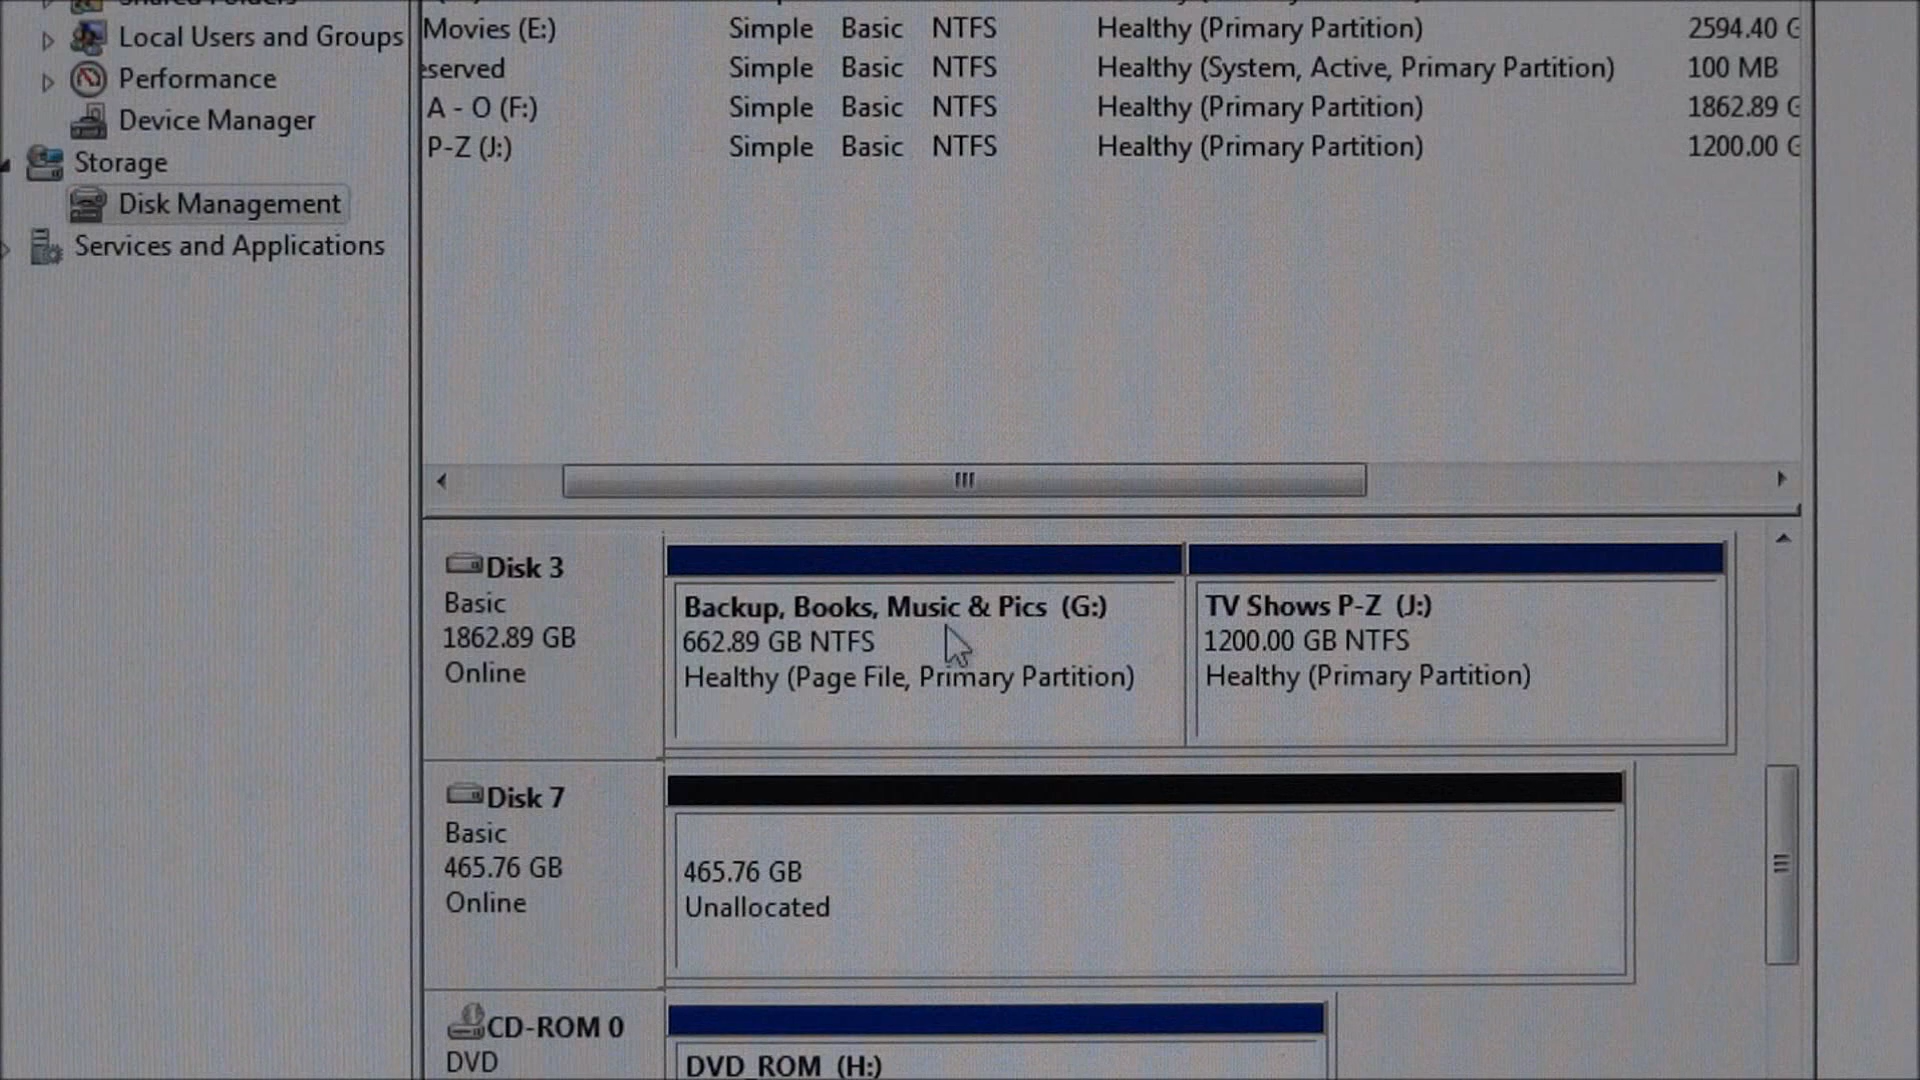 Local Users and Groups
Performance
Device Manager
Storage
Disk Management
Services and Applications
Movies (E:) Simple Basic NTFS Healthy (Primary Partition) 2594.40 G
eserved Simple Basic NTFS Healthy (System, Active, Primary Partition) 100 MB
A - O (F:) Simple Basic NTFS Healthy (Primary Partition) 1862.89 G
P-Z (J:) Simple Basic NTFS Healthy (Primary Partition) 1200.00 G
Disk 3
Basic
1862.89 GB
Online
Backup, Books, Music & Pics (G:)
662.89 GB NTFS
Healthy (Page File, Primary Partition)
TV Shows P-Z (J:)
1200.00 GB NTFS
Healthy (Primary Partition)
Disk 7
Basic
465.76 GB
Online
465.76 GB
Unallocated
CD-ROM 0
DVD
DVD_ROM (H:)